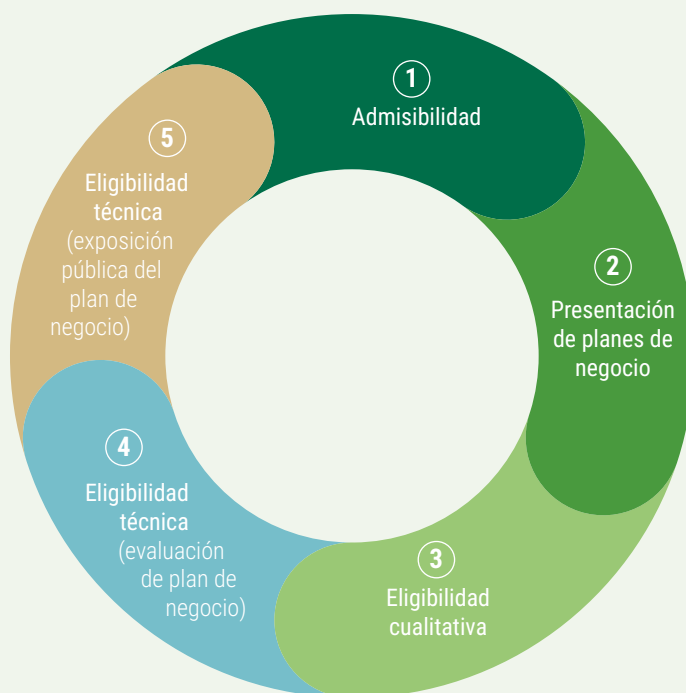 1
Admisibilidad
2
Presentación
de planes de
negocio
3
Eligibilidad
cualitativa
4
Eligibilidad
técnica
(evaluación
de plan de
negocio)
5
Eligibilidad
técnica
(exposición
pública del
plan de
negocio)